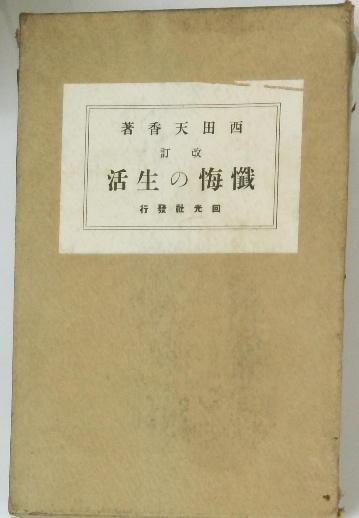 西田天香著
改訂
懺悔の生活
回光社發行